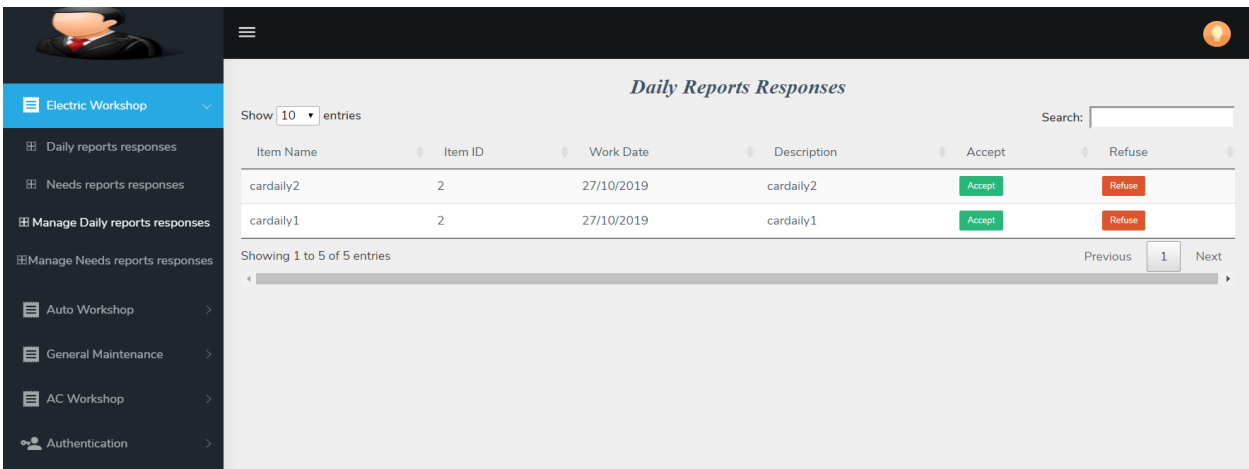 Daily Reports Responses
Electric Workshop
Daily reports responses
Needs reports responses
Manage Daily reports responses
Manage Needs reports responses
Auto Workshop
General Maintenance
AC Workshop
Authentication
Show 10 entries
Search:
Item Name Item ID Work Date Description Accept Refuse
cardaily2 2 27/10/2019 cardaily2 Accept Refuse
cardaily1 2 27/10/2019 cardaily1 Accept Refuse
Showing 1 to 5 of 5 entries
Previous 1 Next